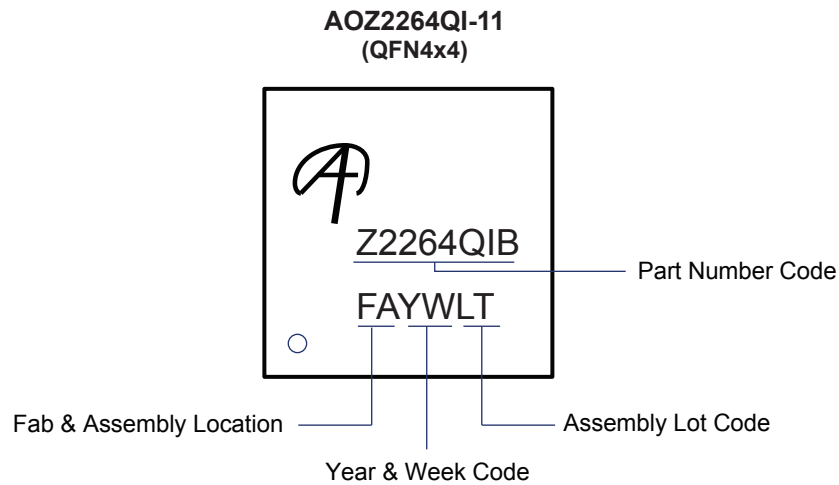 AOZ2264QI-11
(QFN4x4)
Z2264QIB
Part Number Code
FAYWLT
Fab & Assembly Location
Assembly Lot Code
Year & Week Code